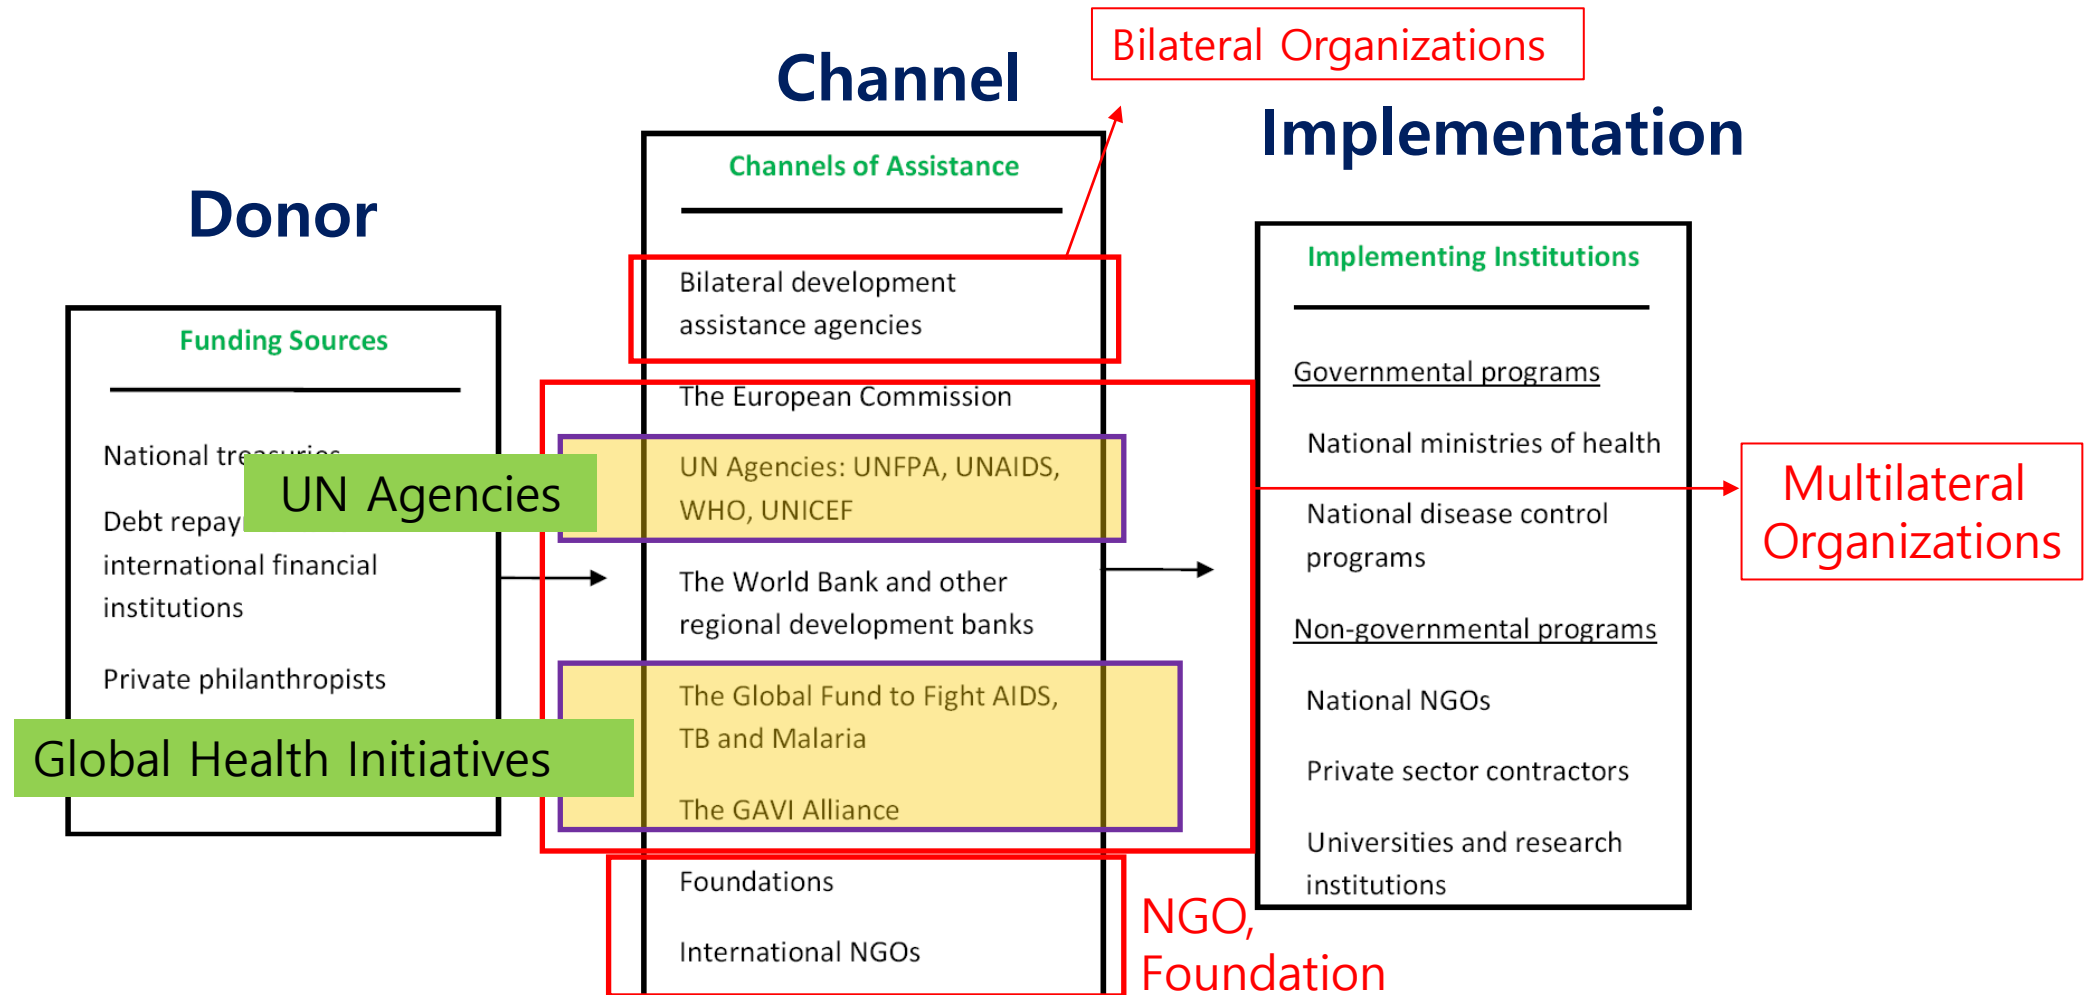 Bilateral Organizations
Channel
Implementation
Donor
Channels of Assistance
Bilateral development
assistance agencies
The European Commission
UN Agencies: UNFPA, UNAIDS,
WHO, UNICEF
The World Bank and other
regional development banks
The Global Fund to Fight AIDS,
TB and Malaria
The GAVI Alliance
Foundations
International NGOs
Funding Sources
National treasuries
Debt
international financial
institutions
Private philanthropists
UN Agencies
Global Health Initiatives
Implementing Institutions
Governmental programs
National ministries of health
National disease control
programs
Non-governmental programs
National NGOs
Private sector contractors
Universities and research
institutions
Multilateral
Organizations
NGO,
Foundation